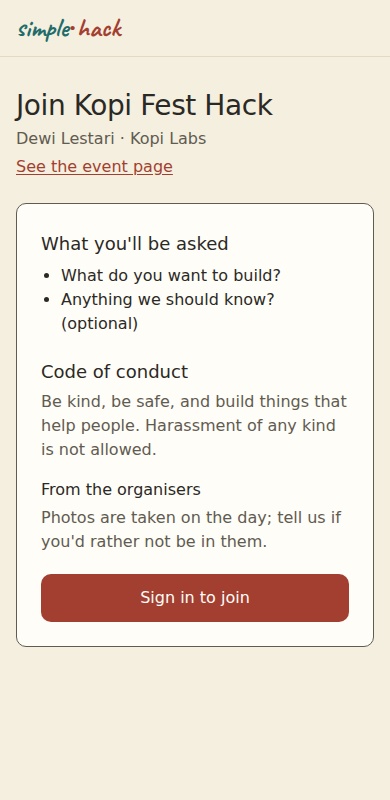 simple·hack
Join Kopi Fest Hack
Dewi Lestari · Kopi Labs
See the event page
What you'll be asked
• What do you want to build?
• Anything we should know?
(optional)
Code of conduct
Be kind, be safe, and build things that
help people. Harassment of any kind
is not allowed.
From the organisers
Photos are taken on the day; tell us if
you'd rather not be in them.
Sign in to join